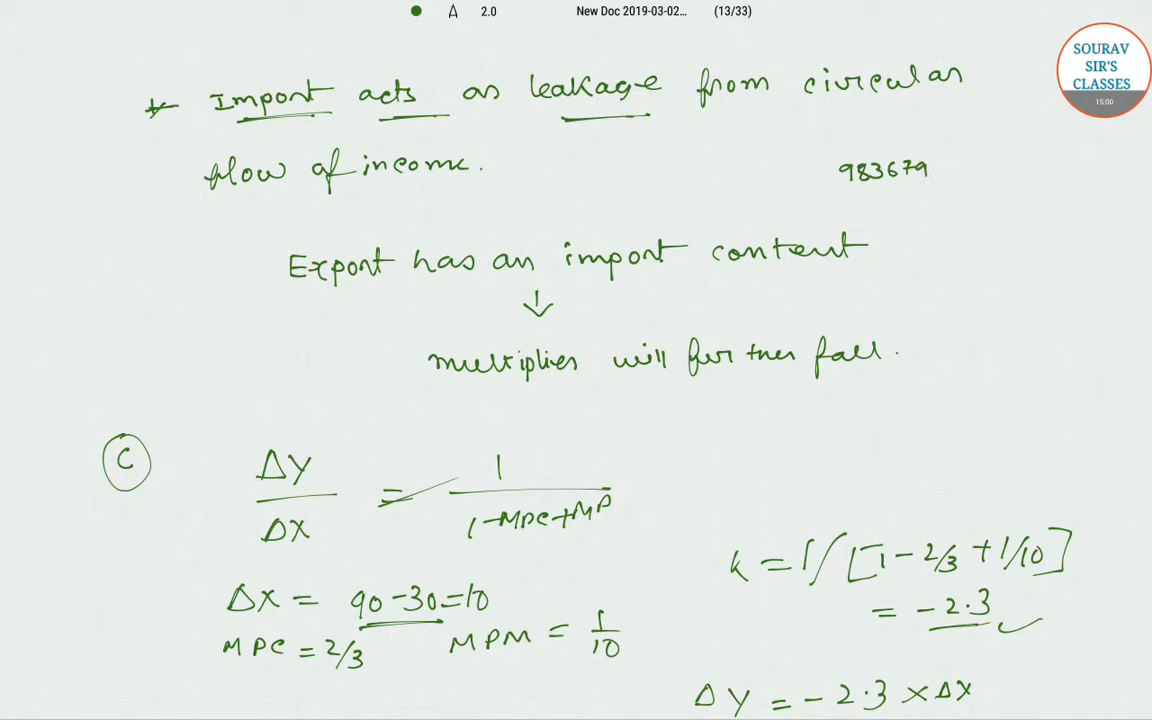 2.0 New Doc 2019-03-02... (13/33)
SOURAV
SIR'S
CLASSES
15:00
Import acts as leakage from circular
flow of income.
983679
Export has an import content
↓
multiplier will further fall.
C
ΔY/ΔX = 1/1-MPC+MP
ΔX = 90-30=10
MPC = 2/3 MPM = 1/10
k = 1/[1 - 2/3 + 1/10]
= -2.3
ΔY = -2.3 × ΔX